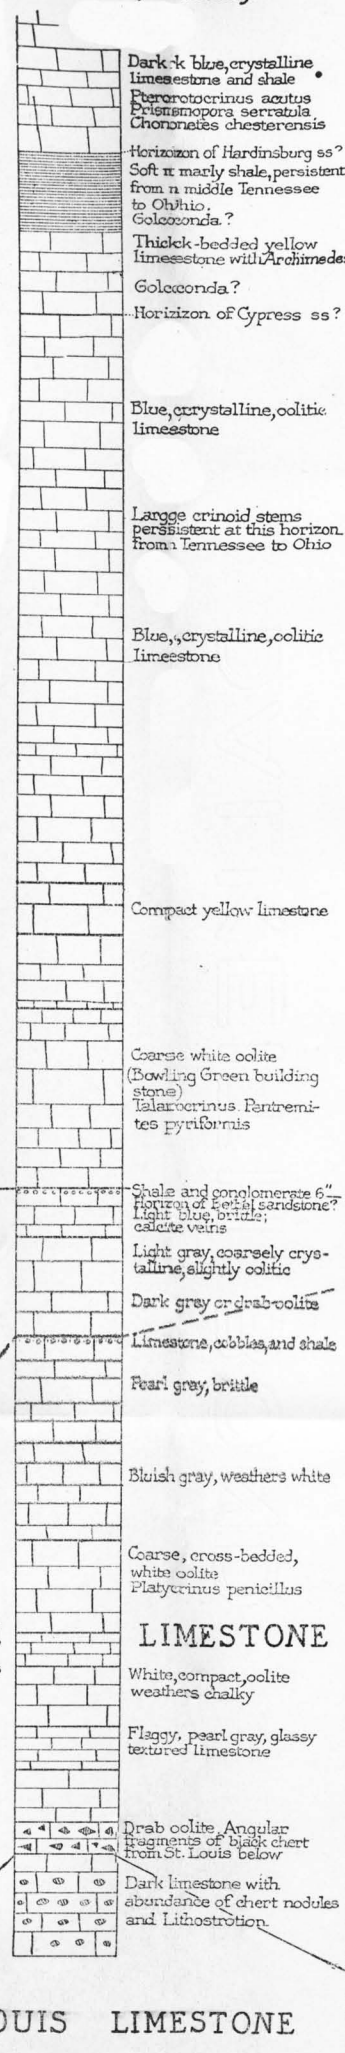 Dark blue, crystalline
limestone and shale
Pterotocrinus acutus
Prismopora serratula
Chonetes chesterensis
Horizon of Hardinsburg ss?
Soft marly shale, persistent
from middle Tennessee
to Ohio.
Golconda?
Thick-bedded yellow
limestone with Archimedes
Golconda?
Horizon of Cypress ss?
Blue, crystalline, oolitic
limestone
Large crinoid stems
persistent at this horizon
from Tennessee to Ohio
Blue, crystalline, oolitic
limestone
Compact yellow limestone
Coarse white oolite
(Bowling Green building
stone)
Talarocrinus. Pentremi-
tes pyriformis
Shale and conglomerate 6"
Horizon of Bethel sandstone?
Light blue, brittle;
calcite veins
Light gray, coarsely crys-
talline, slightly oolitic
Dark gray or drab oolite
Limestone, cobbles, and shale
Pearl gray, brittle
Bluish gray, weathers white
Coarse, cross-bedded,
white oolite
Platycrinus penicillus
LIMESTONE
White, compact, oolite
weathers chalky
Flaggy, pearl gray, glassy
textured limestone
Drab oolite. Angular
fragments of black chert
from St. Louis below
Dark limestone with
abundance of chert nodules
and Lithostrotion
OUIS LIMESTONE